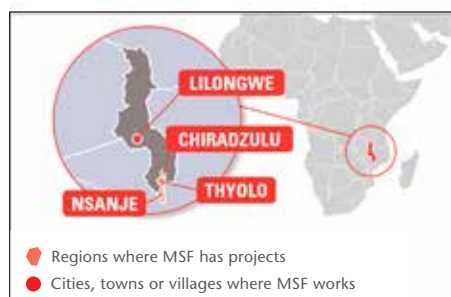 LILONGWE
CHIRADZULU
THYOLO
NSANJE
Regions where MSF has projects
Cities, towns or villages where MSF works